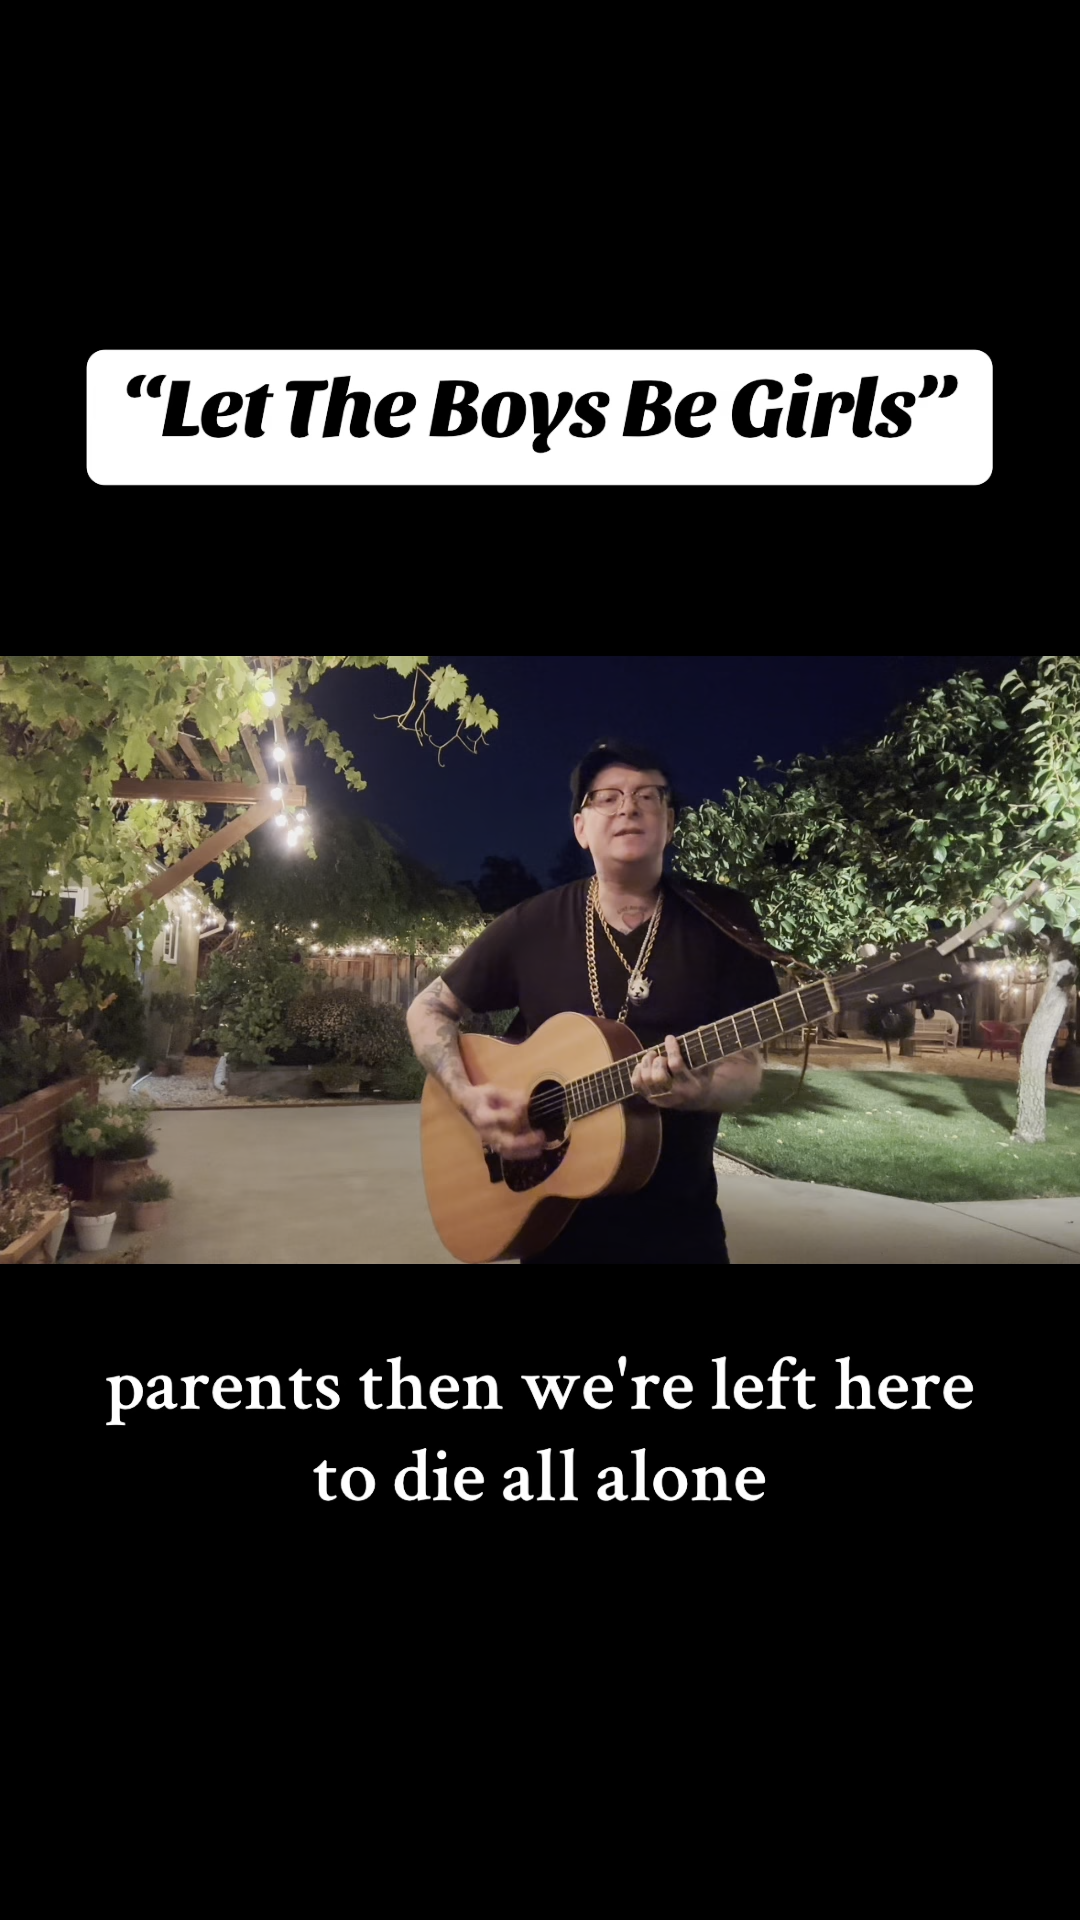 “Let The Boys Be Girls”
parents then we're left here
to die all alone